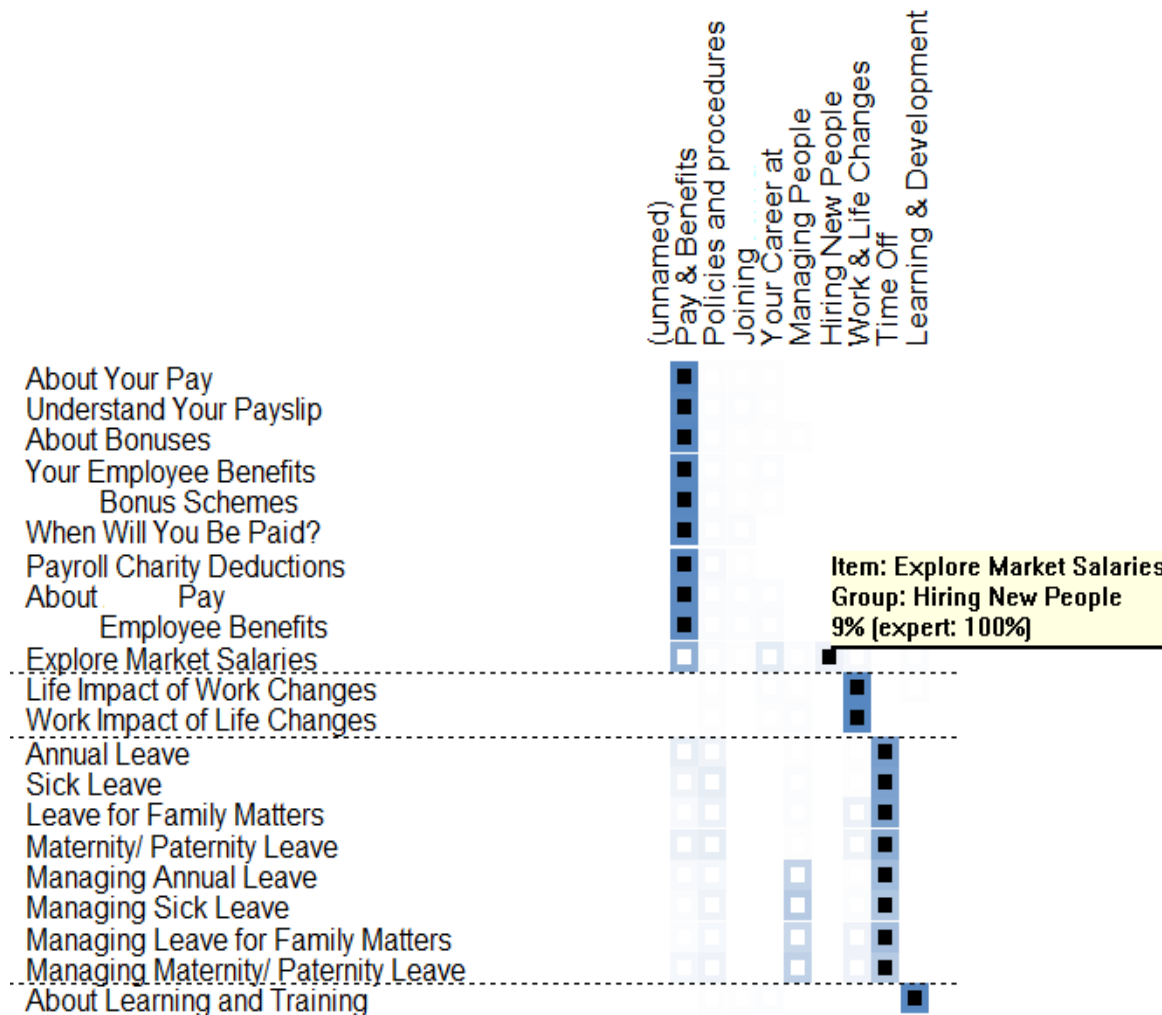 (unnamed)
Pay & Benefits
Policies and procedures
Joining
Your Career at
Managing People
Hiring New People
Work & Life Changes
Time Off
Learning & Development
About Your Pay
Understand Your Payslip
About Bonuses
Your Employee Benefits
Bonus Schemes
When Will You Be Paid?
Payroll Charity Deductions
About Pay
Employee Benefits
Explore Market Salaries
Item: Explore Market Salaries
Group: Hiring New People
9% (expert: 100%)
Life Impact of Work Changes
Work Impact of Life Changes
Annual Leave
Sick Leave
Leave for Family Matters
Maternity/ Paternity Leave
Managing Annual Leave
Managing Sick Leave
Managing Leave for Family Matters
Managing Maternity/ Paternity Leave
About Learning and Training